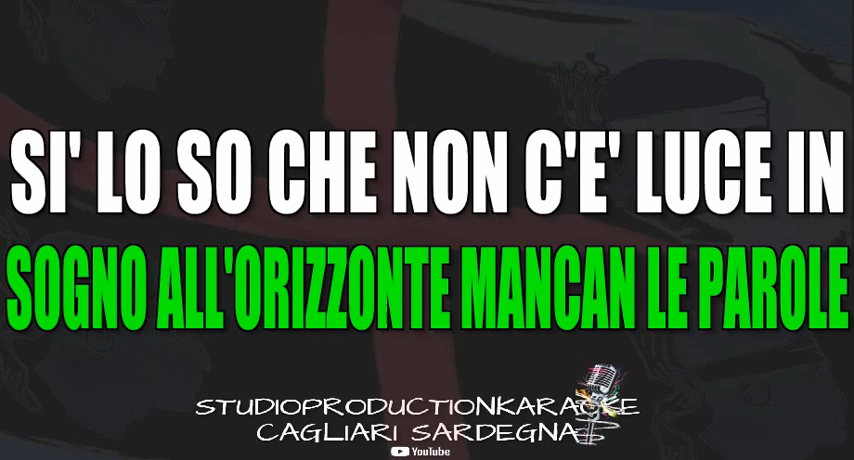 SI' LO SO CHE NON C'E' LUCE IN
SOGNO ALL'ORIZZONTE MANCAN LE PAROLE
STUDIOPRODUCTIONKARAOKE
CAGLIARI SARDEGNA
YouTube